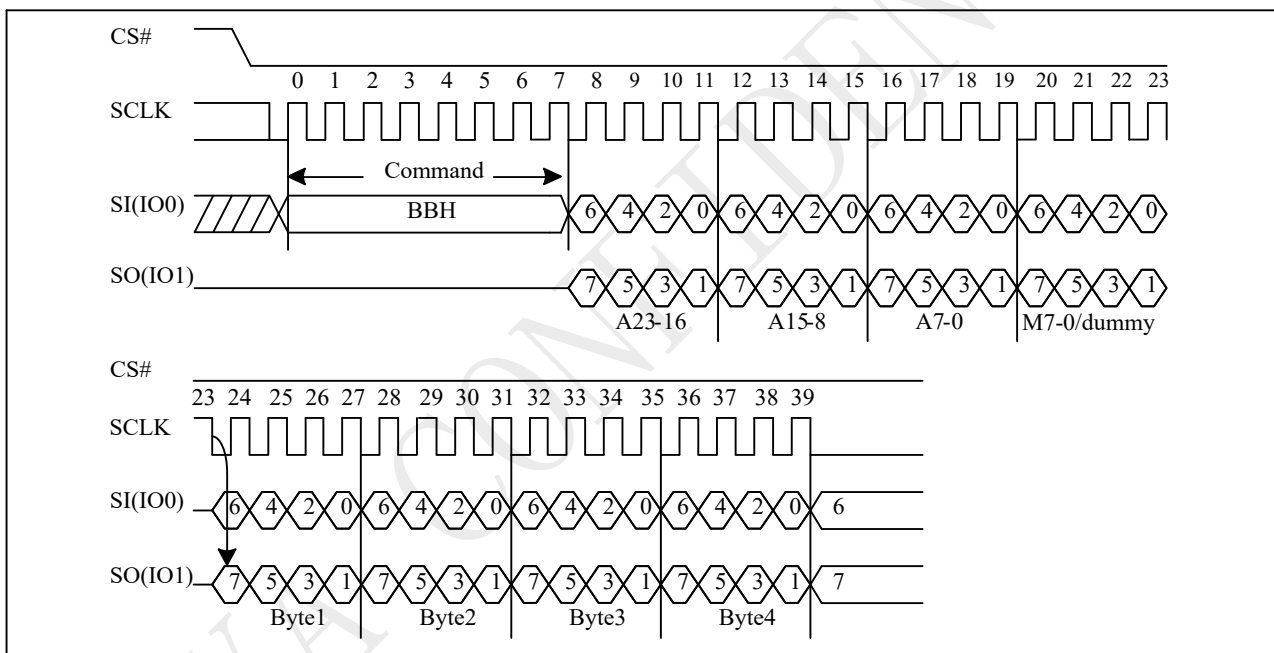 CS#
0 1 2 3 4 5 6 7 8 9 10 11 12 13 14 15 16 17 18 19 20 21 22 23
SCLK
Command
SI(IO0) BBH 6 4 2 0 6 4 2 0 6 4 2 0 6 4 2 0
SO(IO1) 7 5 3 1 7 5 3 1 7 5 3 1 7 5 3 1
A23-16 A15-8 A7-0 M7-0/dummy
CS#
23 24 25 26 27 28 29 30 31 32 33 34 35 36 37 38 39
SCLK
SI(IO0) 6 4 2 0 6 4 2 0 6 4 2 0 6 4 2 0 6
SO(IO1) 7 5 3 1 7 5 3 1 7 5 3 1 7 5 3 1 7
Byte1 Byte2 Byte3 Byte4